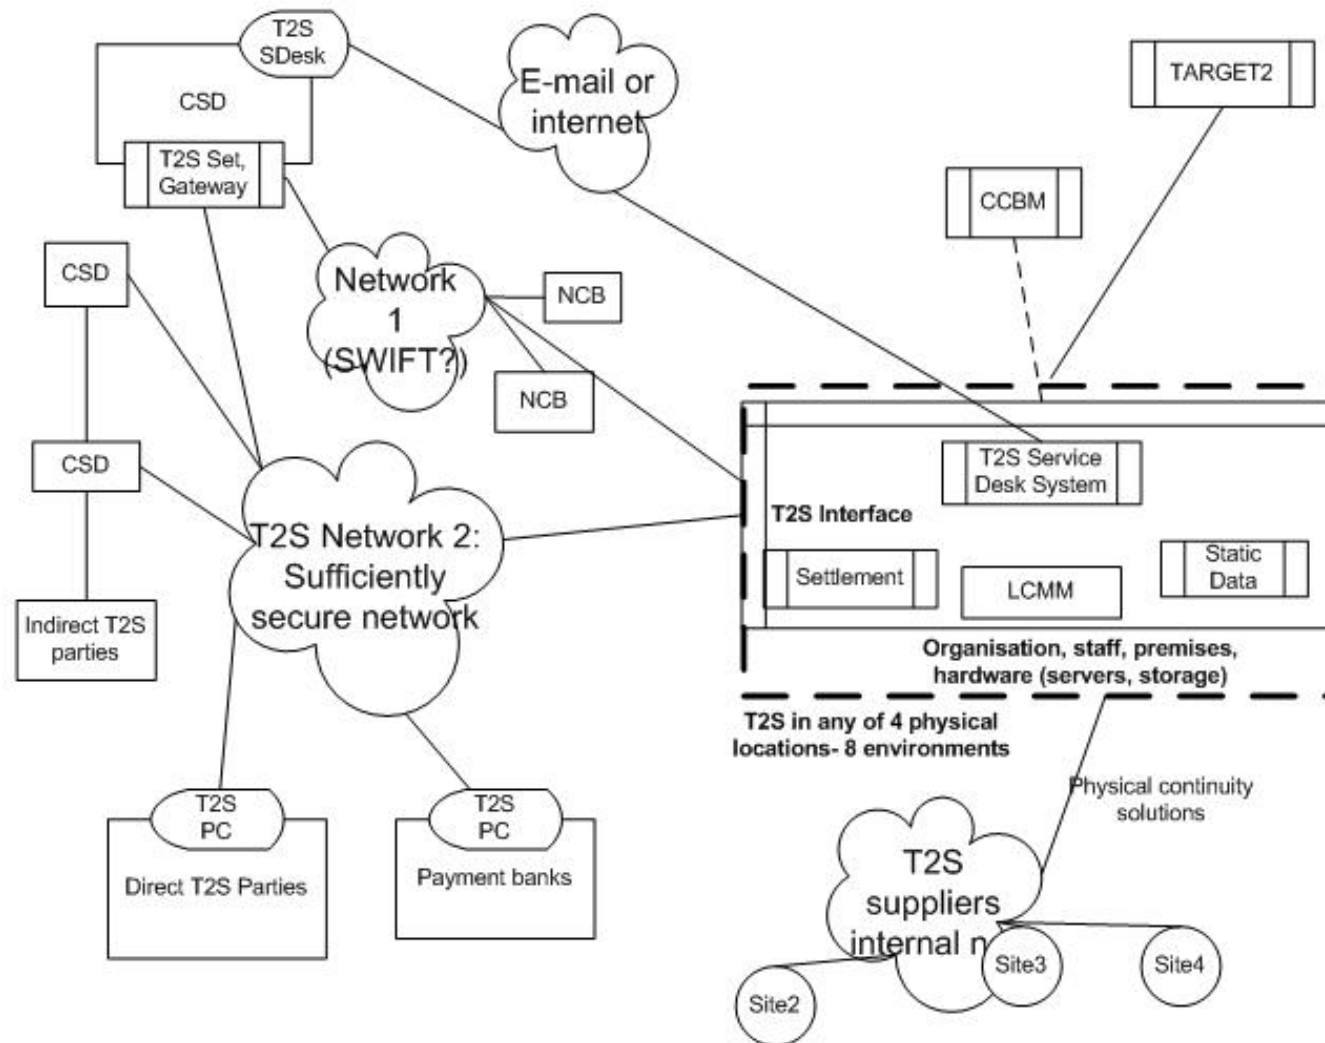 T2S
SDesk
CSD
T2S Set,
Gateway
E-mail or
internet
TARGET2
CCBM
CSD
Network
1
(SWIFT?)
NCB
NCB
CSD
T2S Service
Desk System
T2S Interface
Settlement
LCMM
Static
Data
T2S Network 2:
Sufficiently
secure network
Indirect T2S
parties
Organisation, staff, premises,
hardware (servers, storage)
T2S in any of 4 physical
locations- 8 environments
Physical continuity
solutions
T2S
PC
Direct T2S Parties
T2S
PC
Payment banks
T2S
suppliers
internal n
Site2
Site3
Site4